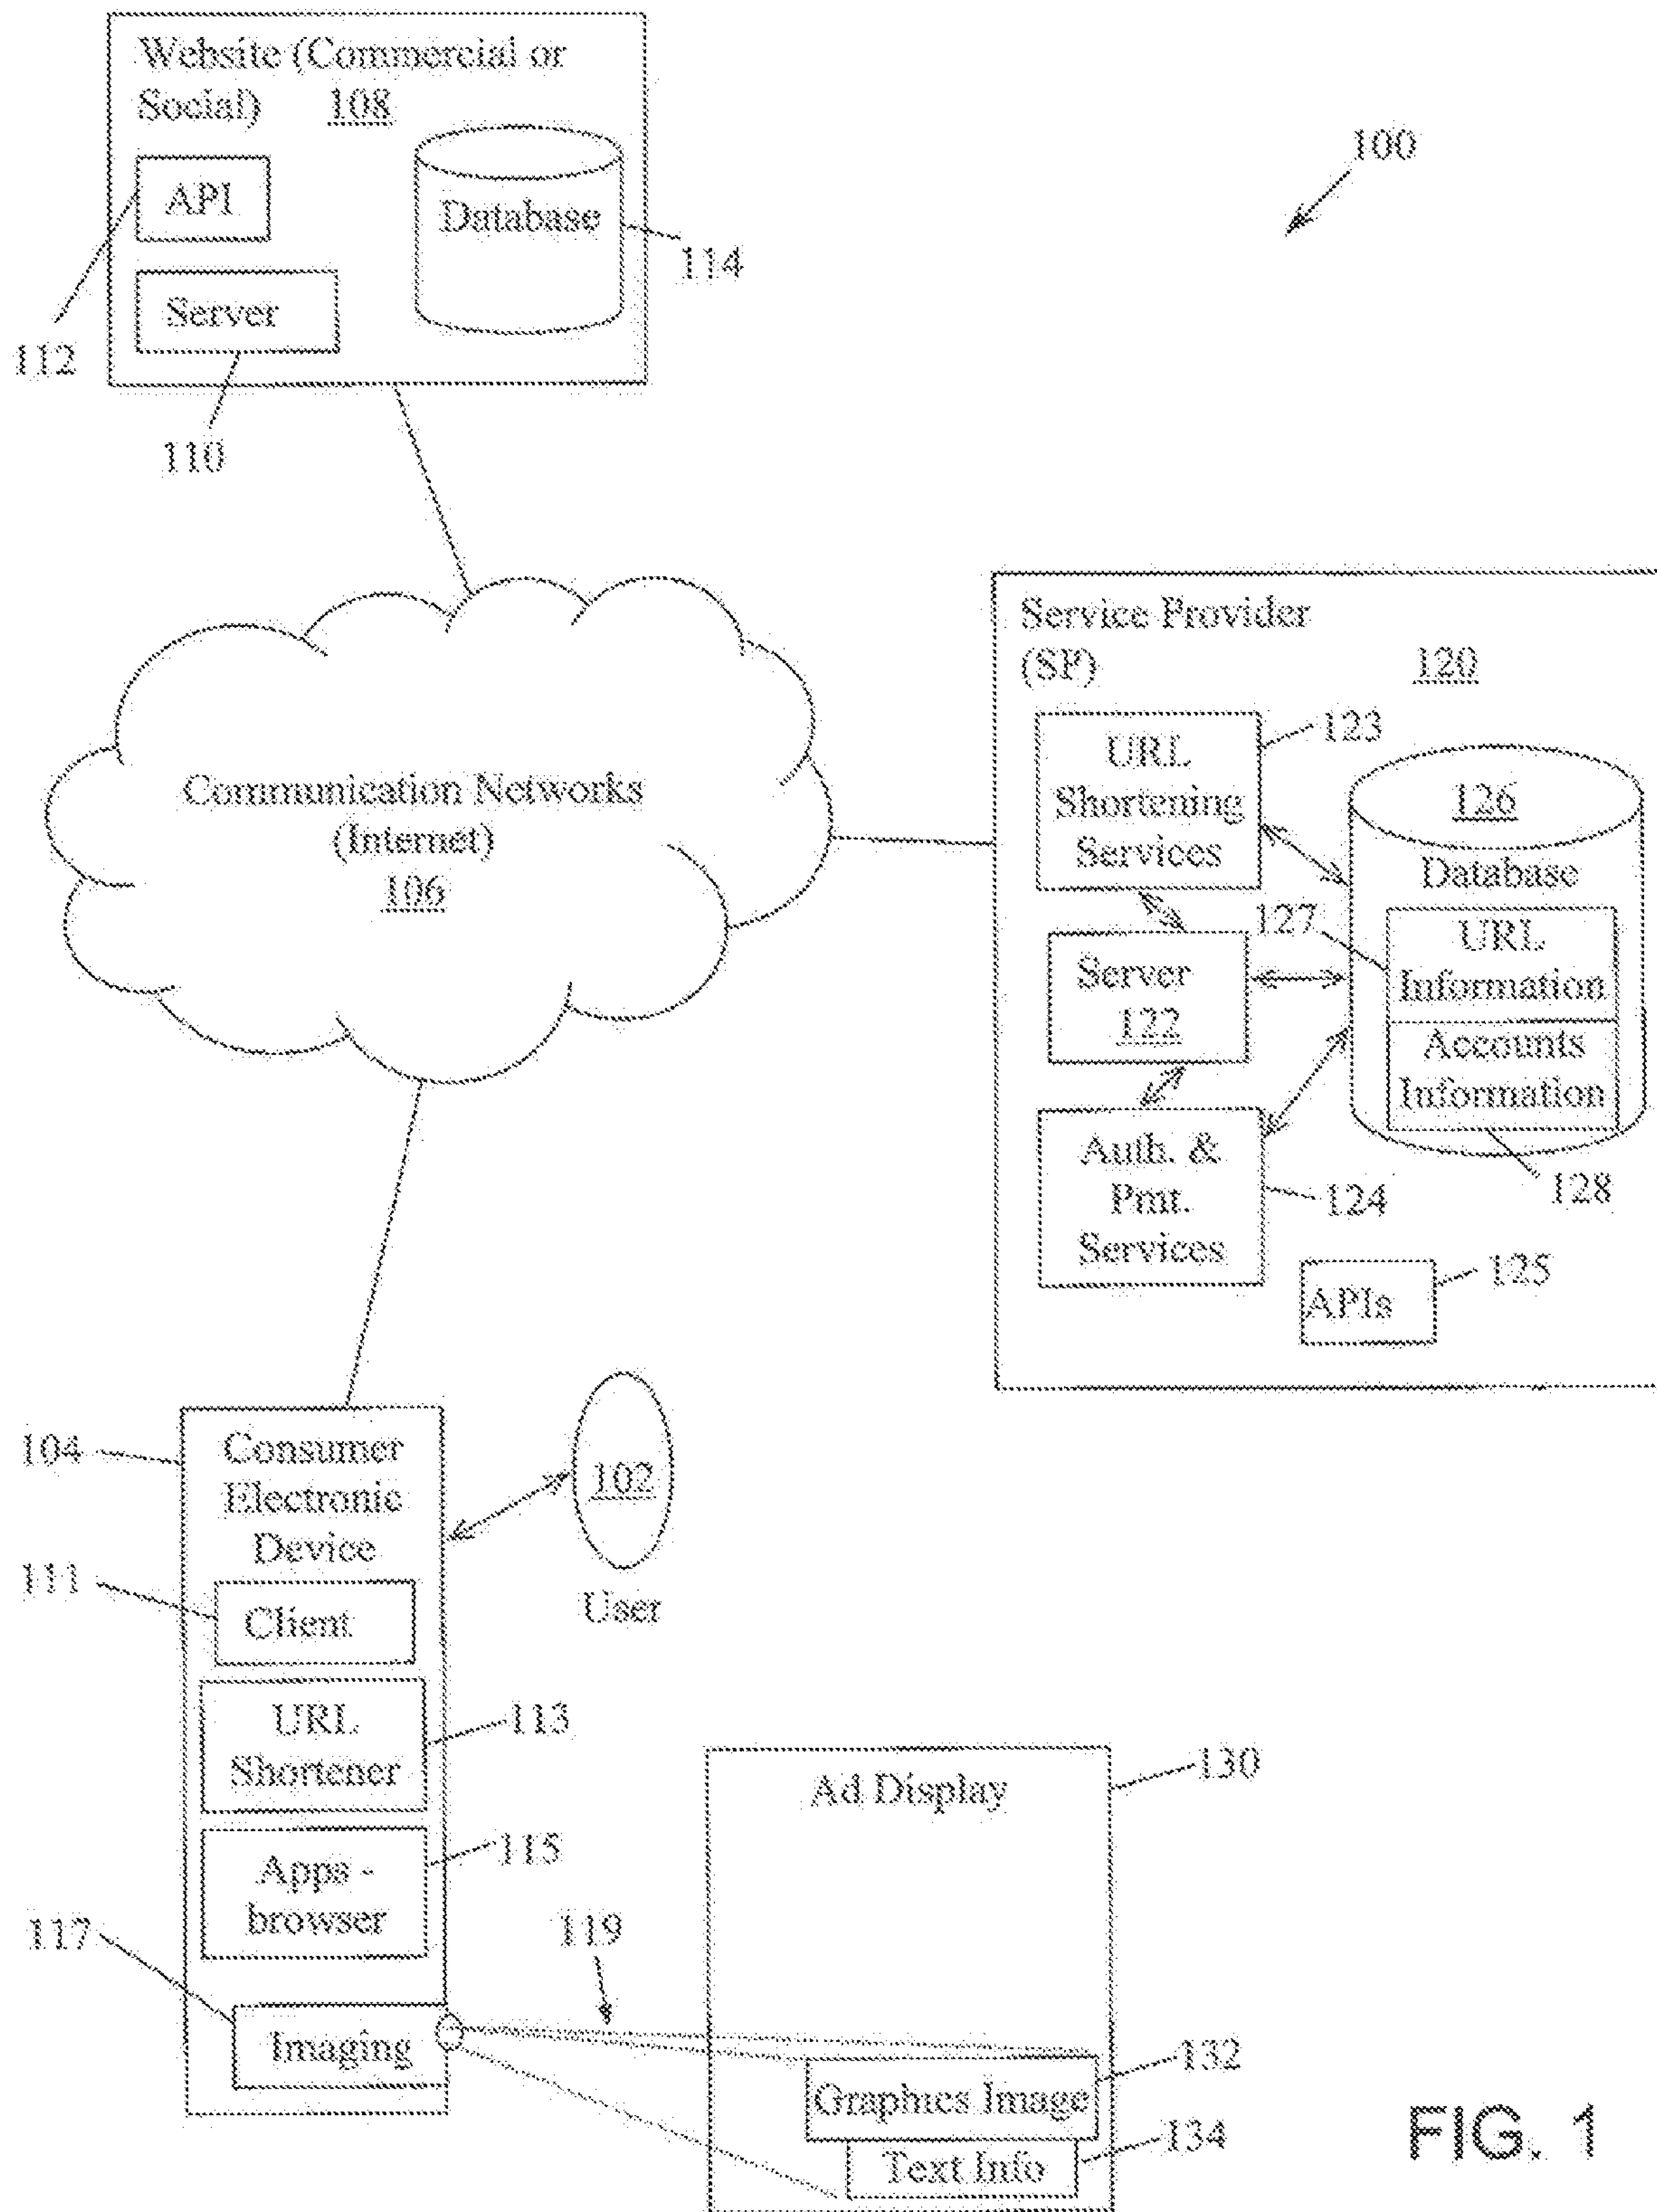 Website (Commercial or
Social) 108
API
Database
Server
112
114
110
100
Communication Networks
(Internet)
106
Service Provider
(SP)
120
URL
Shortening
Services
123
126
Database
127
URL
Information
Server
122
Accounts
Information
Auth. &
Pmt.
Services
124
128
APIs
125
104
Consumer
Electronic
Device
102
User
111
Client
URL
Shortener
113
Apps -
browser
115
117
Imaging
119
Ad Display
130
Graphics Image
132
Text Info
134
FIG. 1